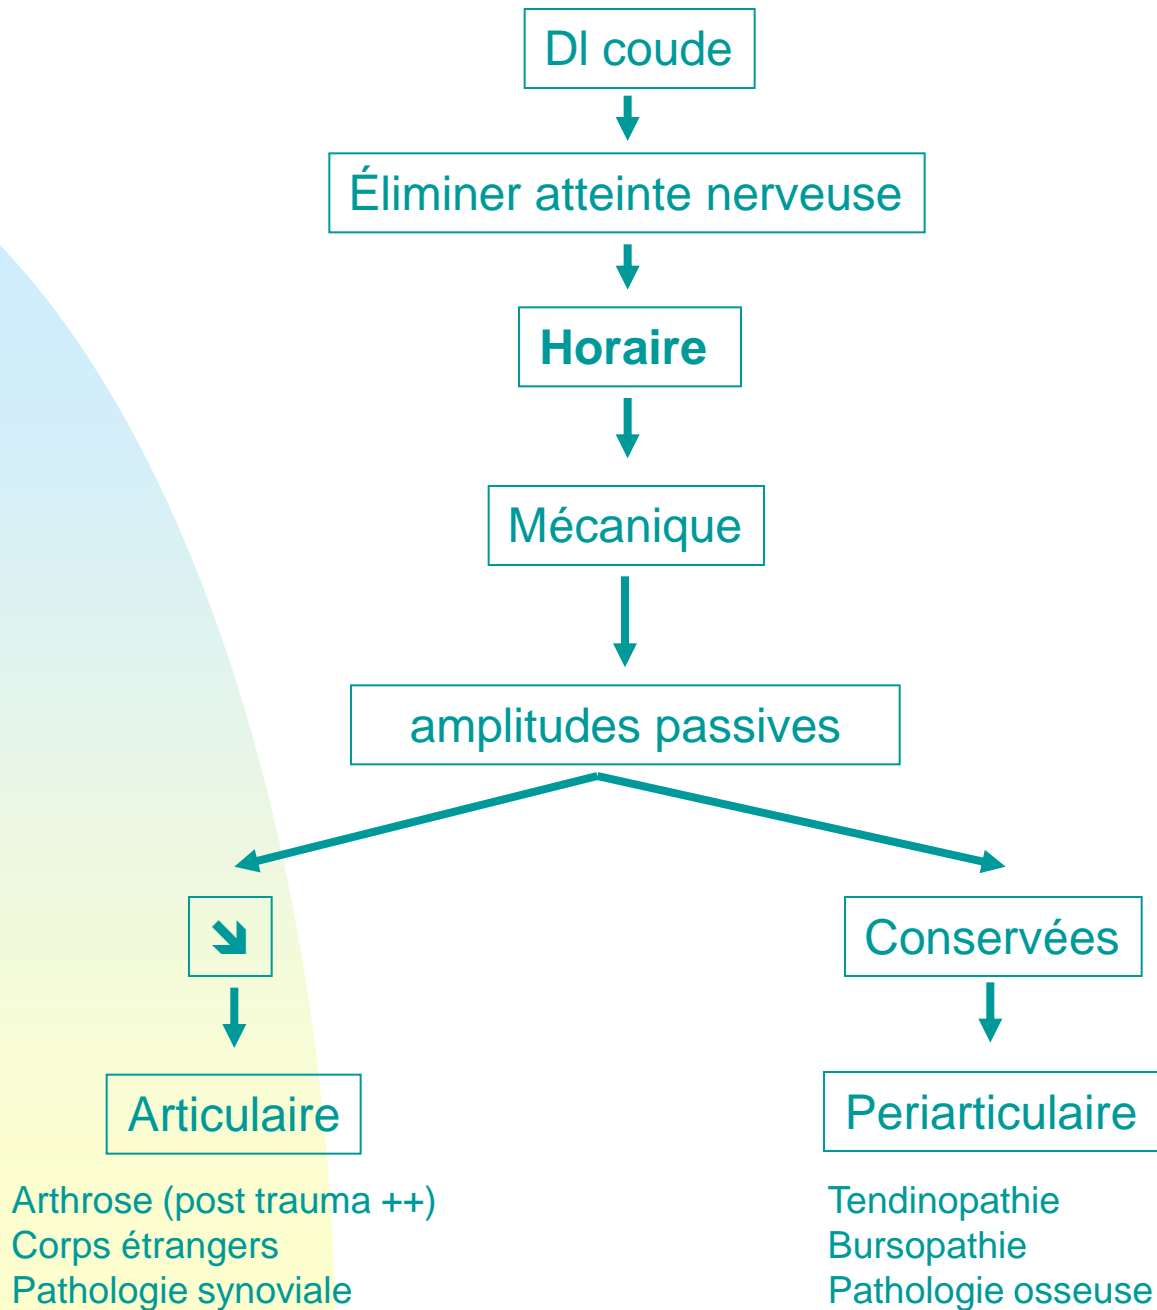 Dl coude
Éliminer atteinte nerveuse
Horaire
Mécanique
amplitudes passives
Conservées
Articulaire
Periarticulaire
Arthrose (post trauma ++)
Corps étrangers
Pathologie synoviale
Tendinopathie
Bursopathie
Pathologie osseuse